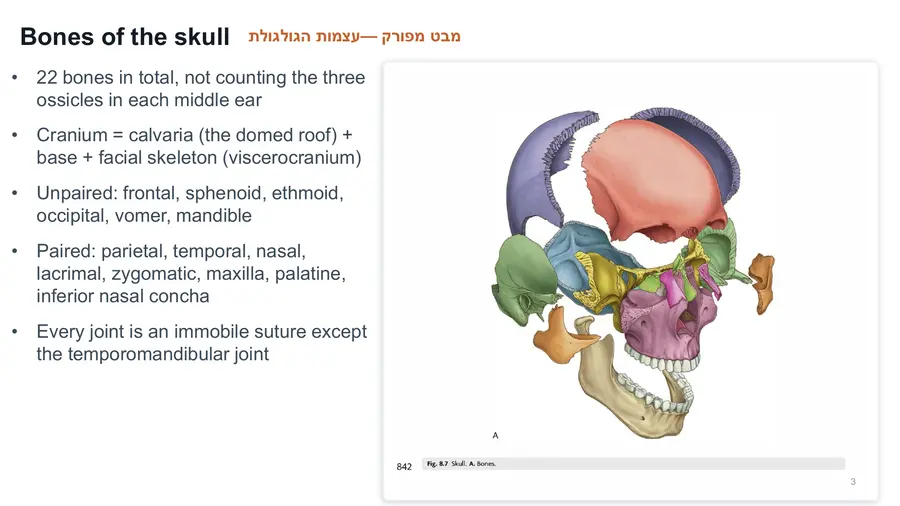 Bones of the skull
מבט מפורק —עצמות הגולגולת
• 22 bones in total, not counting the three
ossicles in each middle ear
• Cranium = calvaria (the domed roof) +
base + facial skeleton (viscerocranium)
• Unpaired: frontal, sphenoid, ethmoid,
occipital, vomer, mandible
• Paired: parietal, temporal, nasal,
lacrimal, zygomatic, maxilla, palatine,
inferior nasal concha
• Every joint is an immobile suture except
the temporomandibular joint
A
842
Fig. 8.7 Skull. A. Bones.
3